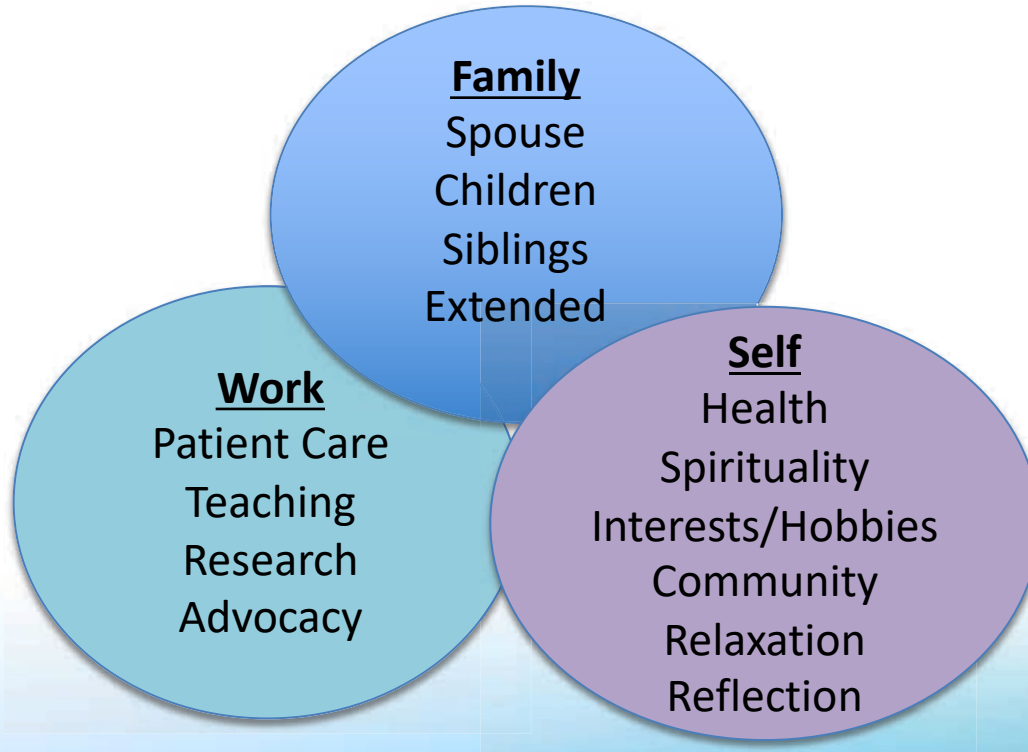 Family
Spouse
Children
Siblings
Extended
Work
Patient Care
Teaching
Research
Advocacy
Self
Health
Spirituality
Interests/Hobbies
Community
Relaxation
Reflection